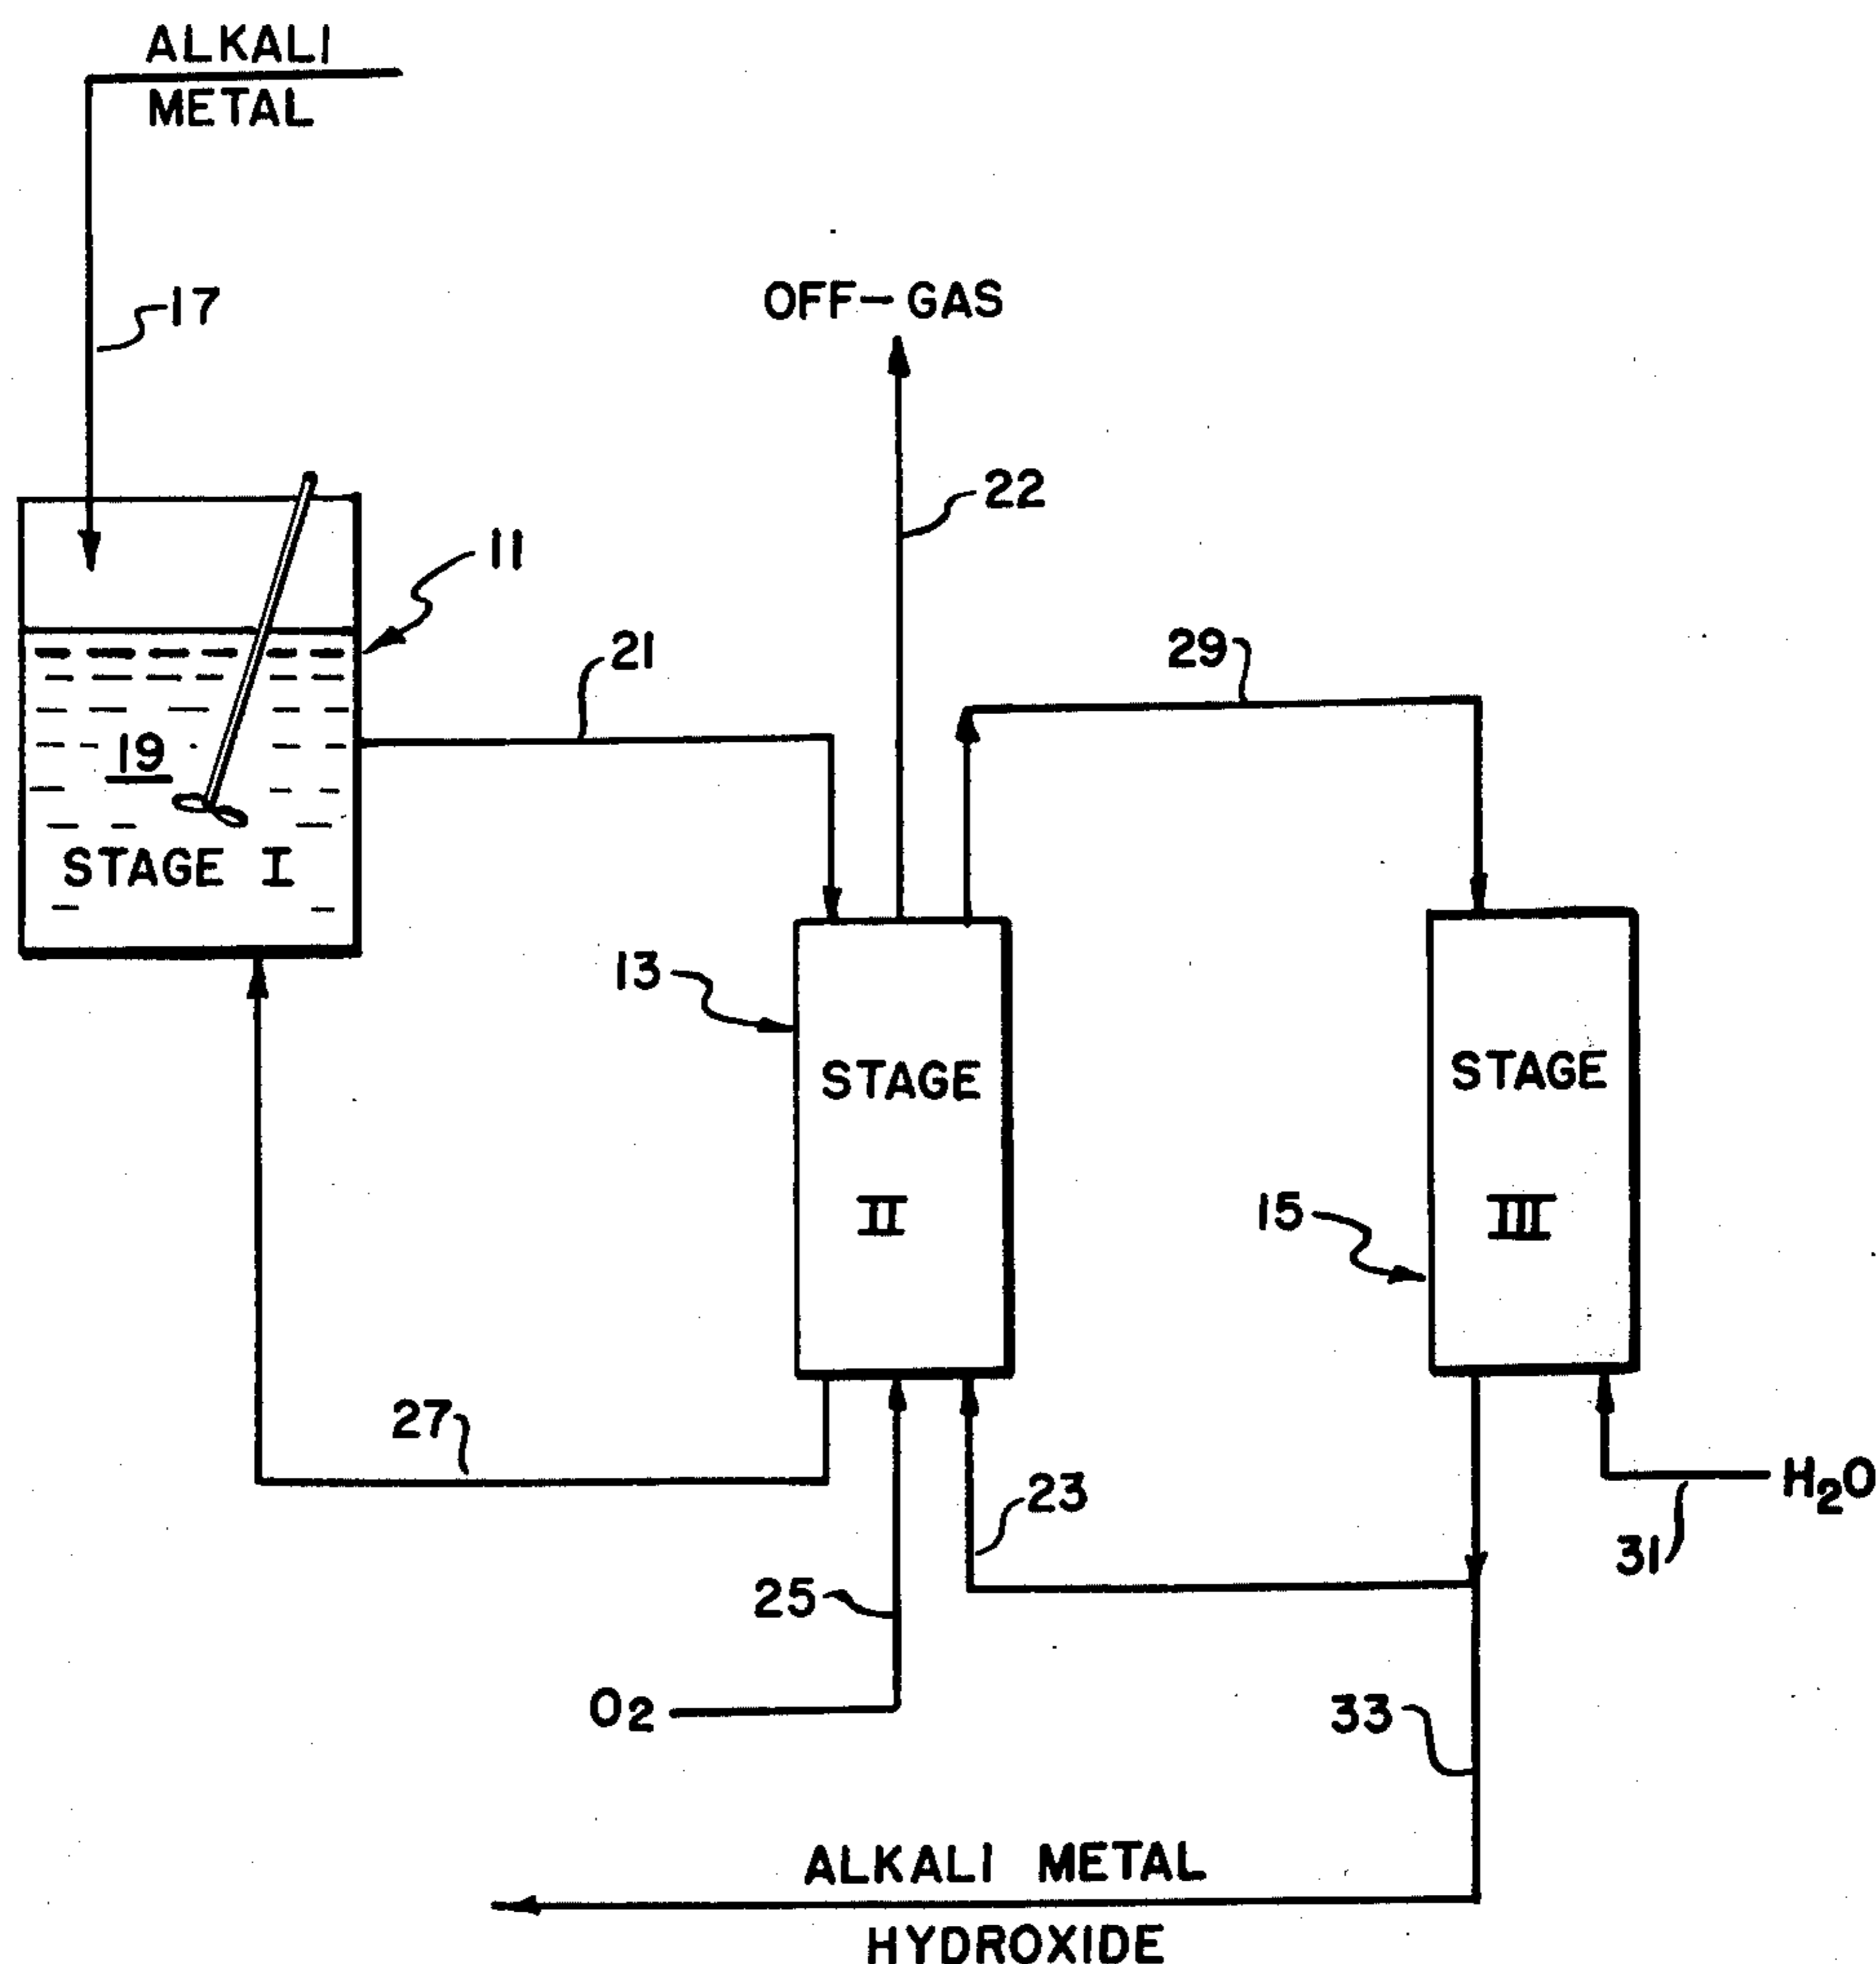 ALKALI
METAL
17
OFF-GAS
22
11
21
29
19
STAGE I
13
STAGE
II
STAGE
III
15
27
23
H2O
31
25
O2
33
ALKALI METAL
HYDROXIDE